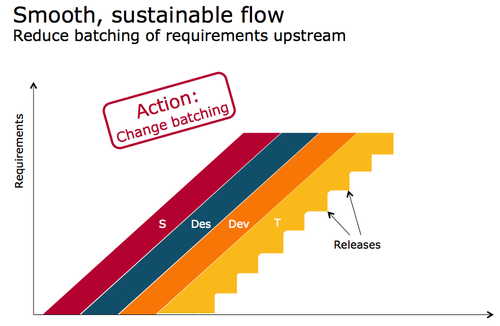 Smooth, sustainable flow
Reduce batching of requirements upstream
Action:
Change batching
Requirements
S Des Dev T
Releases